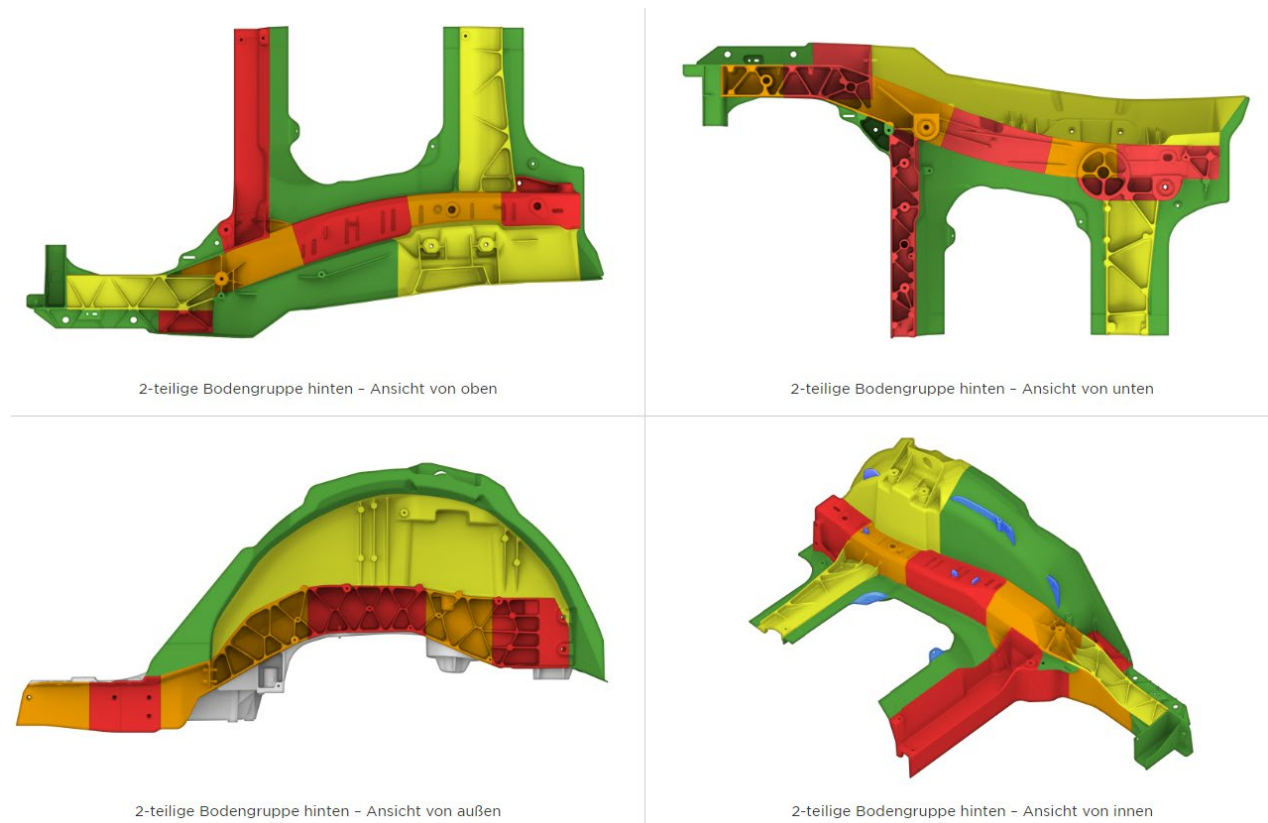 2-teilige Bodengruppe hinten – Ansicht von oben
2-teilige Bodengruppe hinten – Ansicht von unten
2-teilige Bodengruppe hinten – Ansicht von außen
2-teilige Bodengruppe hinten – Ansicht von innen